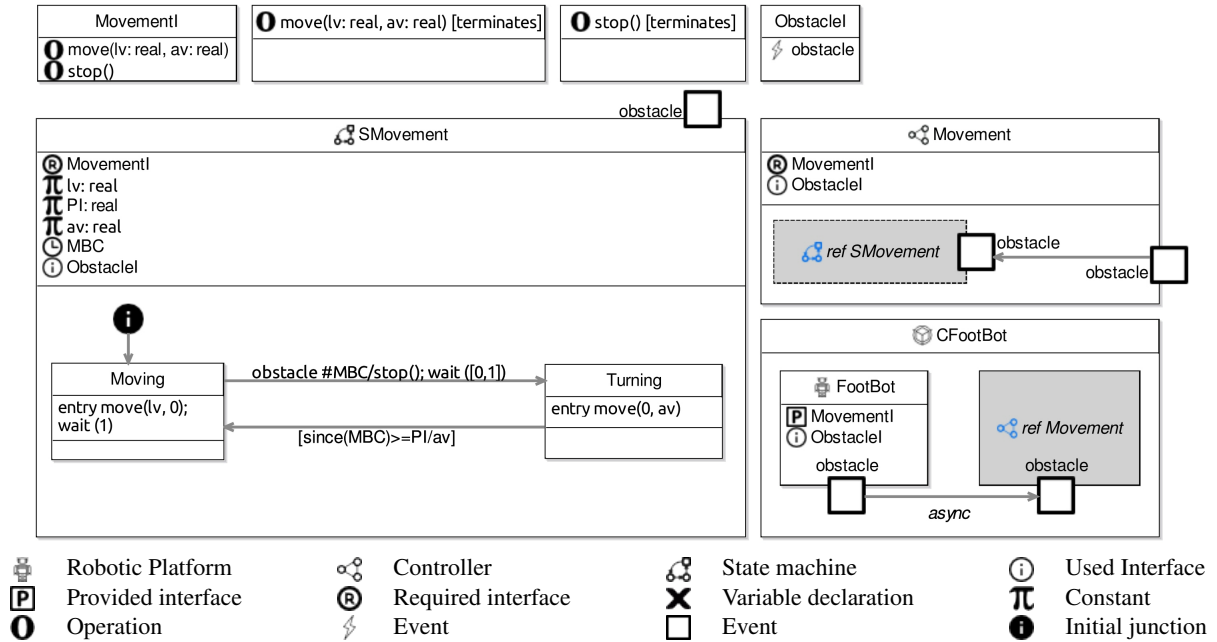 MovementI
move(lv: real, av: real)
stop()
move(lv: real, av: real) [terminates]
stop() [terminates]
ObstacleI
obstacle
obstacle
SMovement
MovementI
lv: real
PI: real
av: real
MBC
ObstacleI
Moving
entry move(lv, 0);
wait (1)
obstacle #MBC/stop(); wait ([0,1])
[since(MBC)>=PI/av]
Turning
entry move(0, av)
Movement
MovementI
ObstacleI
ref SMovement
obstacle
obstacle
CFootBot
FootBot
MovementI
ObstacleI
obstacle
ref Movement
obstacle
async
Robotic Platform Controller State machine Used Interface
Provided interface Required interface Variable declaration Constant
Operation Event Event Initial junction